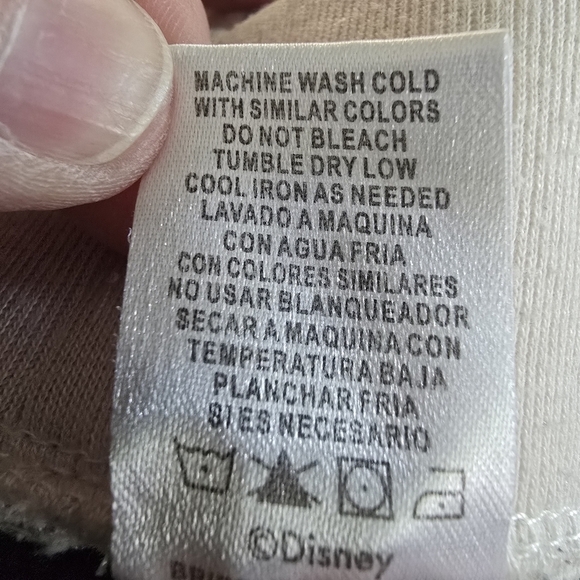 MACHINE WASH COLD
WITH SIMILAR COLORS
DO NOT BLEACH
TUMBLE DRY LOW
COOL IRON AS NEEDED
LAVADO A MAQUINA
CON AGUA FRIA
CON COLORES SIMILARES
NO USAR BLANQUEADOR
SECAR A MAQUINA CON
TEMPERATURA BAJA
PLANCHAR FRIA
SI ES NECESARIO
©Disney